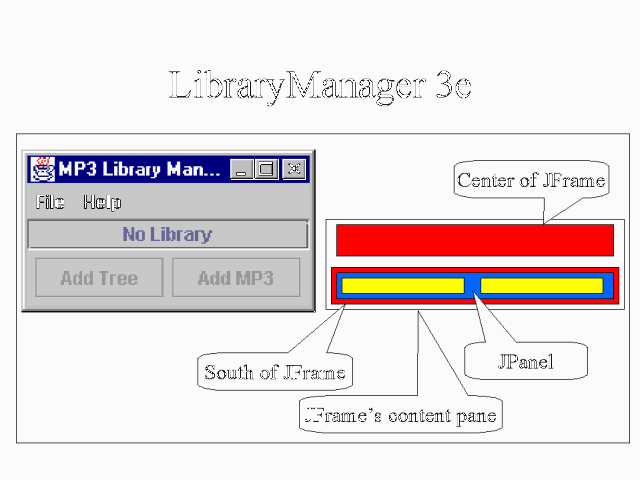 LibraryManager 3e
MP3 Library Man...
File Help
No Library
Add Tree Add MP3
Center of JFrame
South of JFrame
JPanel
JFrame's content pane